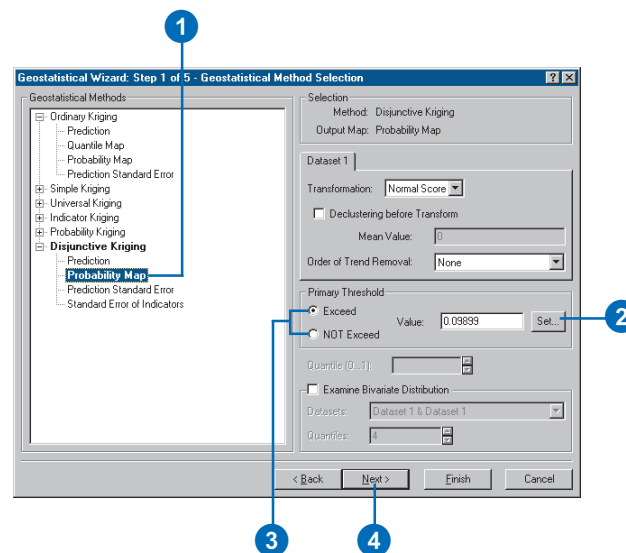 1
Geostatistical Wizard: Step 1 of 5 - Geostatistical Method Selection
Geostatistical Methods
Ordinary Kriging
Prediction
Quantile Map
Probability Map
Prediction Standard Error
Simple Kriging
Universal Kriging
Indicator Kriging
Probability Kriging
Disjunctive Kriging
Prediction
Probability Map
Prediction Standard Error
Standard Error of Indicators
Selection
Method: Disjunctive Kriging
Output Map: Probability Map
Dataset 1
Transformation: Normal Score
Declustering before Transform
Mean Value: 0
Order of Trend Removal: None
Primary Threshold
Exceed
NOT Exceed
Value: 0.09899 Set...
2
Quantile (0...1):
Examine Bivariate Distribution
Datasets: Dataset 1 & Dataset 1
Quantiles: 4
< Back Next > Finish Cancel
3 4